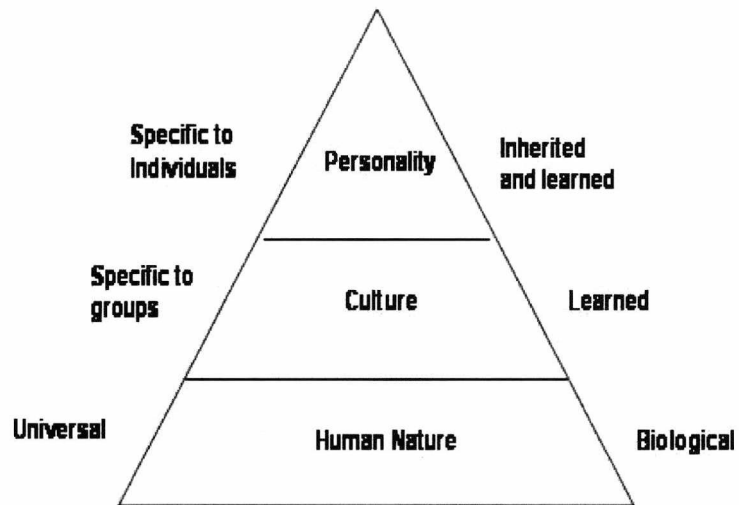 Specific to
Individuals
Personality
Inherited
and learned
Specific to
groups
Culture
Learned
Universal
Human Nature
Biological